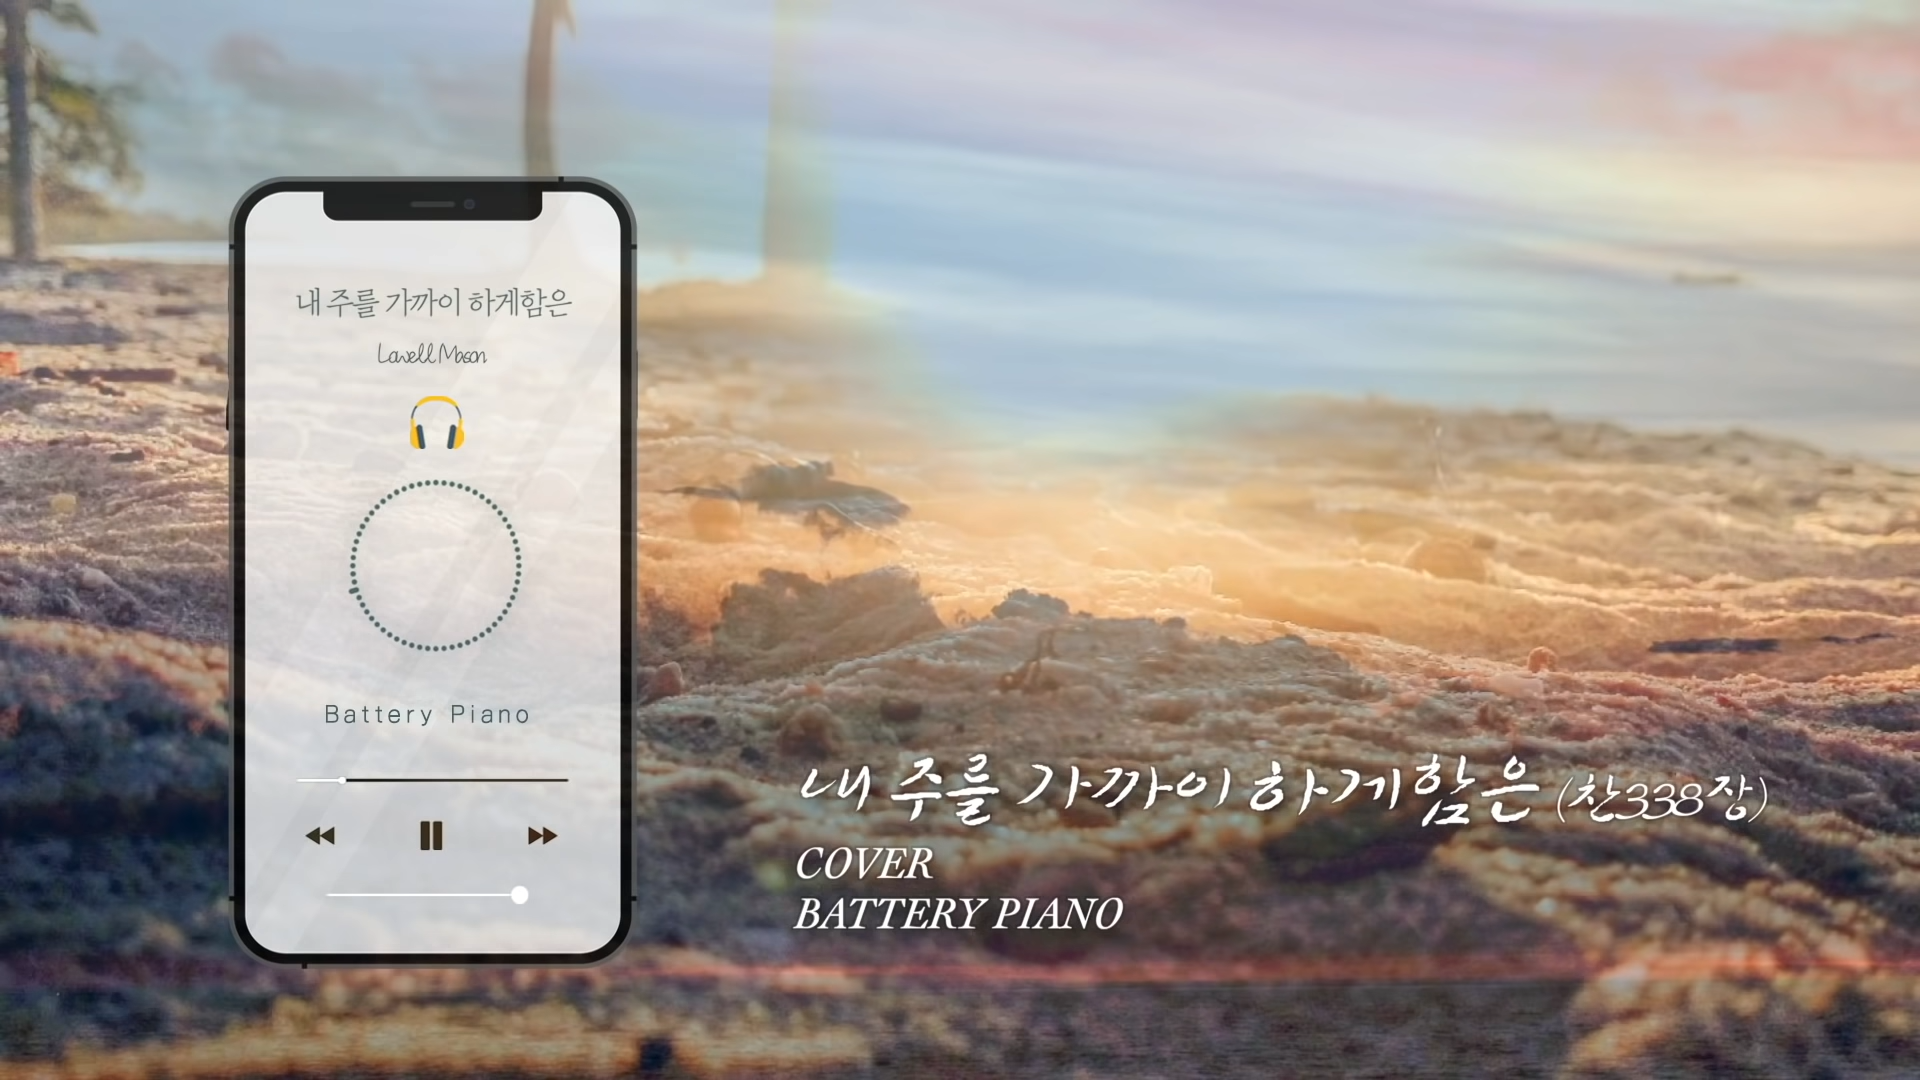 내 주를 가까이 하게함은
Lowell Mason
Battery Piano
내 주를 가까이 하게함은 (찬338장)
COVER
BATTERY PIANO